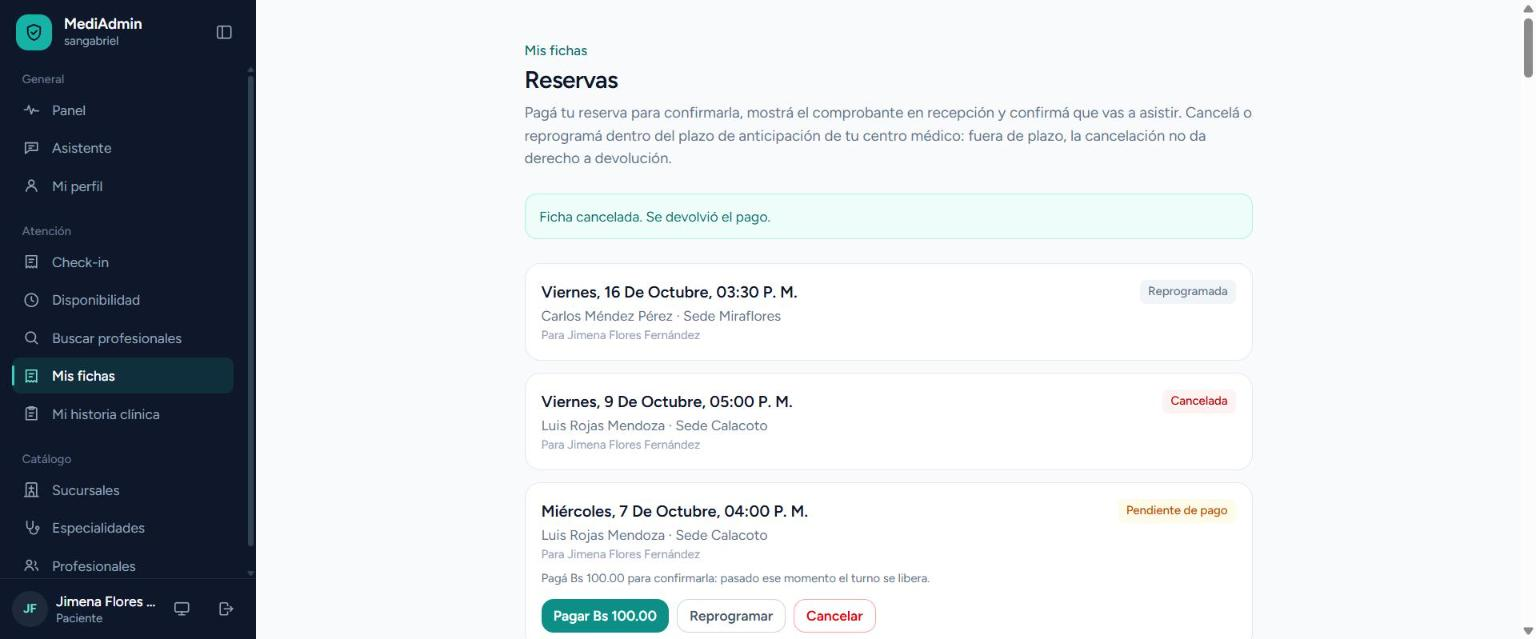 MediAdmin
sangabriel
General
Panel
Asistente
Mi perfil
Atención
Check-in
Disponibilidad
Buscar profesionales
Mis fichas
Mi historia clínica
Catálogo
Sucursales
Especialidades
Profesionales
JF
Jimena Flores ...
Paciente
Mis fichas
Reservas
Pagá tu reserva para confirmarla, mostrá el comprobante en recepción y confirmá que vas a asistir. Cancelá o
reprogramá dentro del plazo de anticipación de tu centro médico: fuera de plazo, la cancelación no da
derecho a devolución.
Ficha cancelada. Se devolvió el pago.
Viernes, 16 De Octubre, 03:30 P. M.
Reprogramada
Carlos Méndez Pérez · Sede Miraflores
Para Jimena Flores Fernández
Viernes, 9 De Octubre, 05:00 P. M.
Cancelada
Luis Rojas Mendoza · Sede Calacoto
Para Jimena Flores Fernández
Miércoles, 7 De Octubre, 04:00 P. M.
Pendiente de pago
Luis Rojas Mendoza · Sede Calacoto
Para Jimena Flores Fernández
Pagá Bs 100.00 para confirmarla: pasado ese momento el turno se libera.
Pagar Bs 100.00
Reprogramar
Cancelar